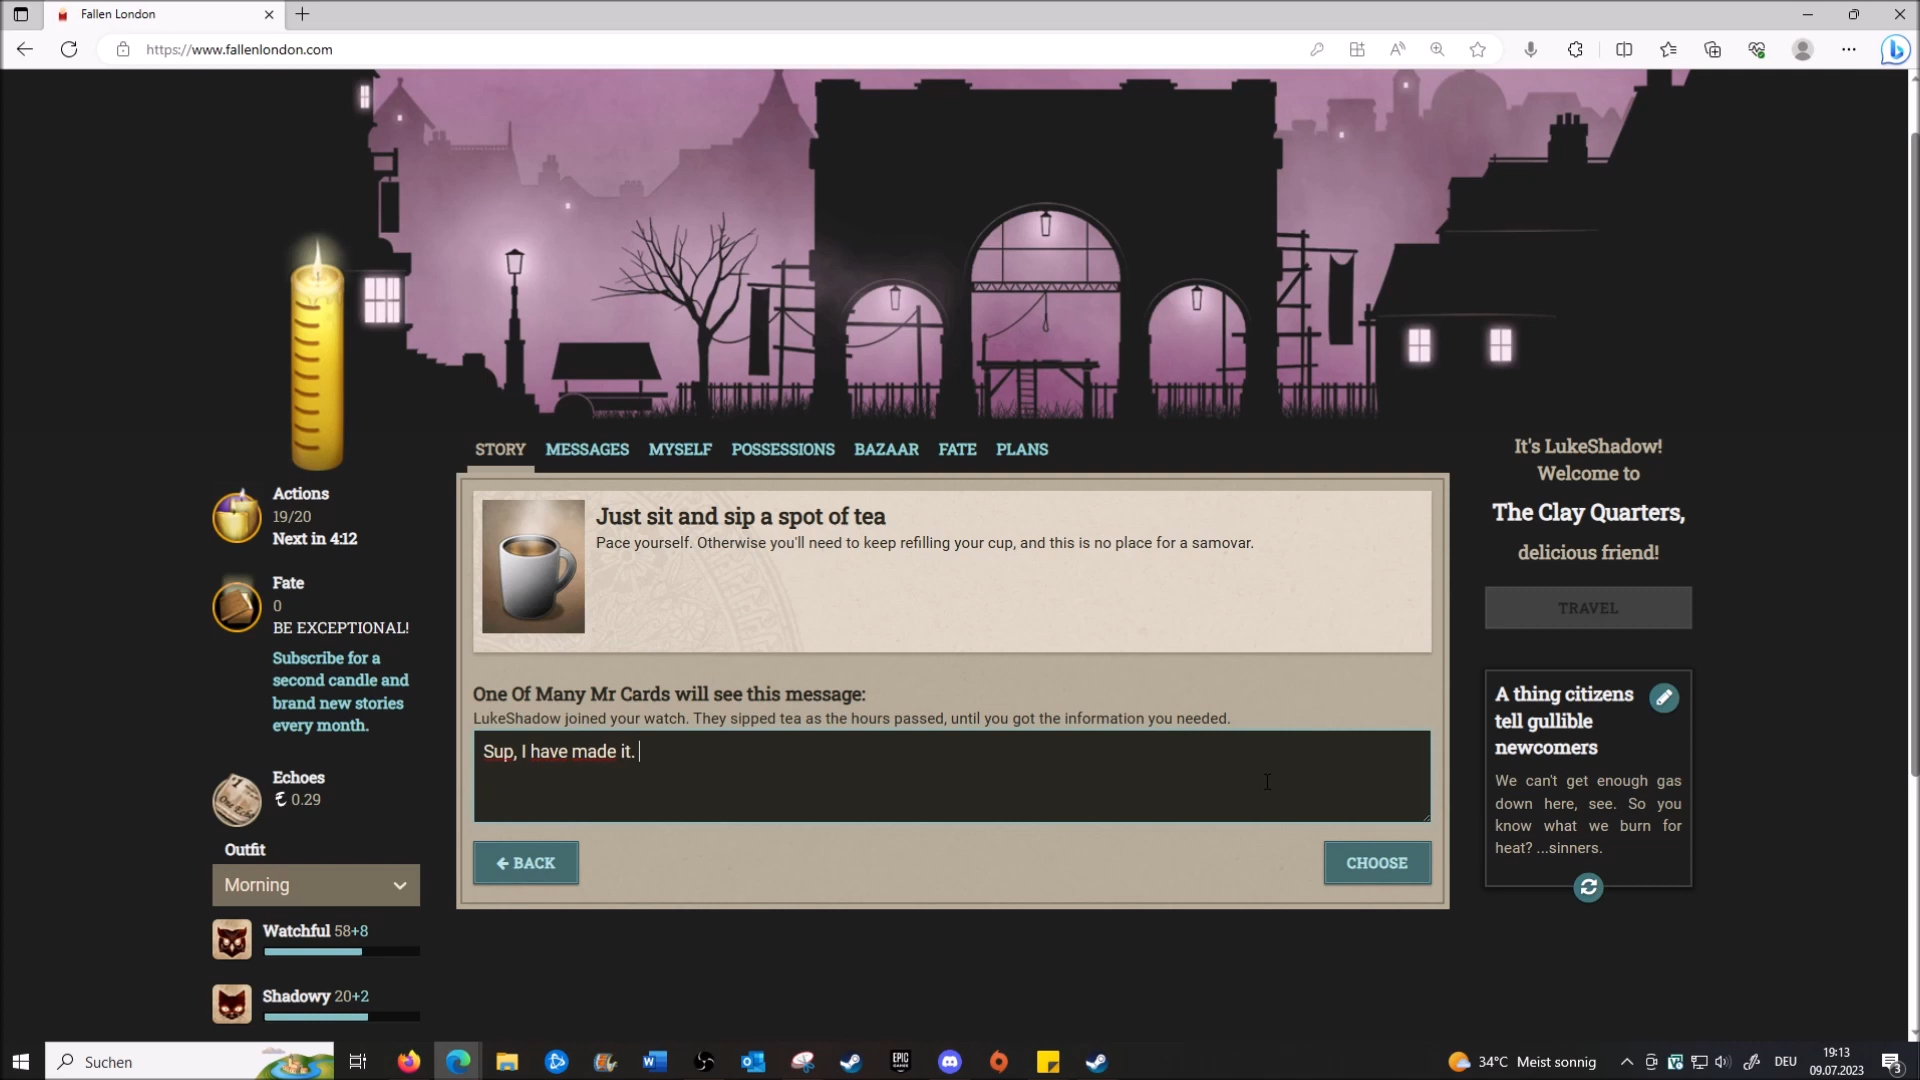 Fallen London
https://www.fallenlondon.com
STORY
MESSAGES
MYSELF
POSSESSIONS
BAZAAR
FATE
PLANS
Actions
19/20
Next in 4:12
Fate
0
BE EXCEPTIONAL!
Subscribe for a
second candle and
brand new stories
every month.
Echoes
0.29
Outfit
Morning
Watchful 58+8
Shadowy 20+2
Just sit and sip a spot of tea
Pace yourself. Otherwise you'll need to keep refilling your cup, and this is no place for a samovar.
One Of Many Mr Cards will see this message:
LukeShadow joined your watch. They sipped tea as the hours passed, until you got the information you needed.
Sup, I have made it.
BACK
CHOOSE
It's LukeShadow!
Welcome to
The Clay Quarters,
delicious friend!
TRAVEL
A thing citizens
tell gullible
newcomers
We can't get enough gas
down here, see. So you
know what we burn for
heat? ...sinners.
Suchen
34°C Meist sonnig
DEU
19:13
09.07.2023
3